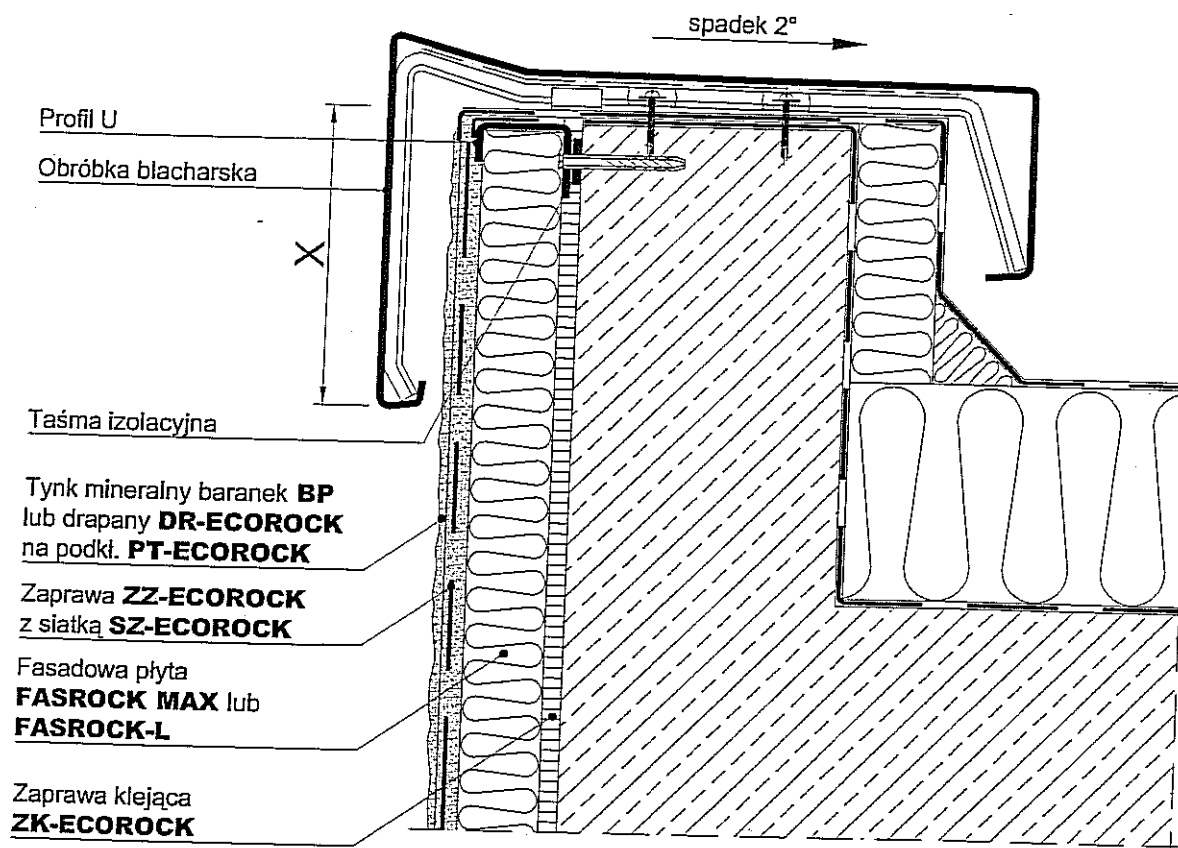 spadek 2°
Profil U
Obróbka blacharska
X
Taśma izolacyjna
Tynk mineralny baranek BP
lub drapany DR-ECOROCK
na podkł. PT-ECOROCK
Zaprawa ZZ-ECOROCK
z siatką SZ-ECOROCK
Fasadowa płyta
FASROCK MAX lub
FASROCK-L
Zaprawa klejąca
ZK-ECOROCK